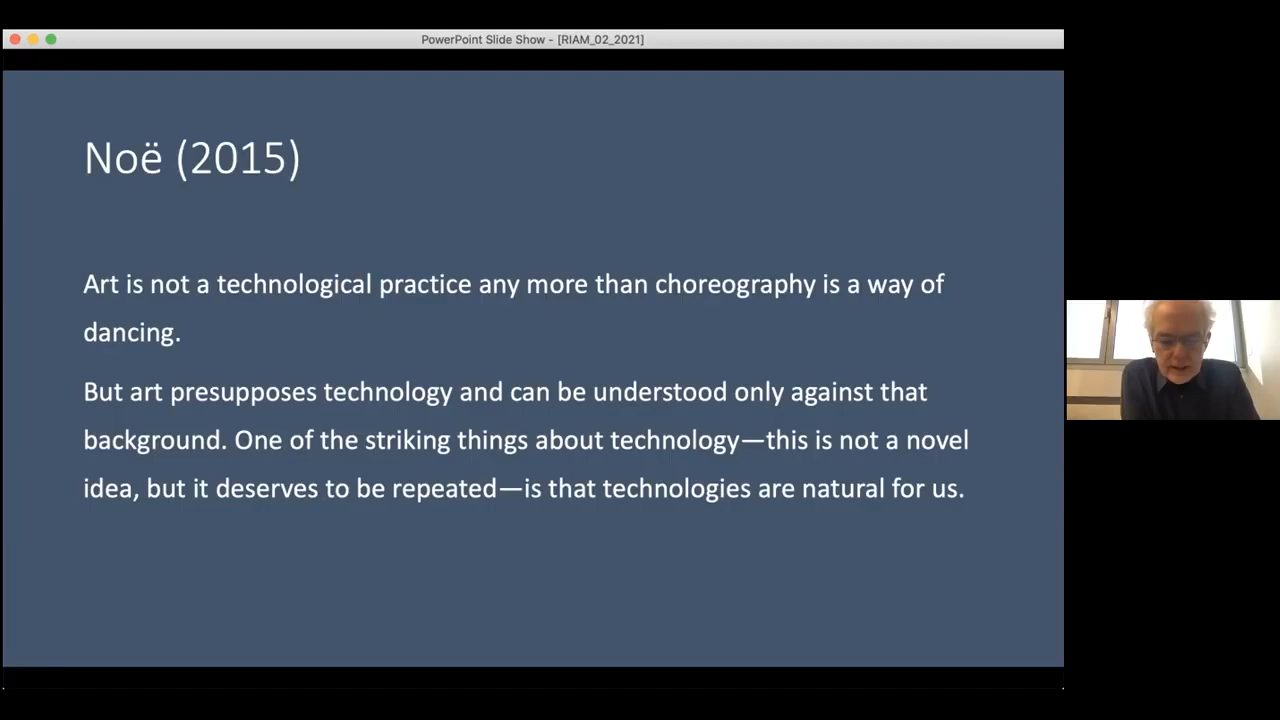 PowerPoint Slide Show - [RIAM_02_2021]
Noë (2015)
Art is not a technological practice any more than choreography is a way of
dancing.
But art presupposes technology and can be understood only against that
background. One of the striking things about technology—this is not a novel
idea, but it deserves to be repeated—is that technologies are natural for us.